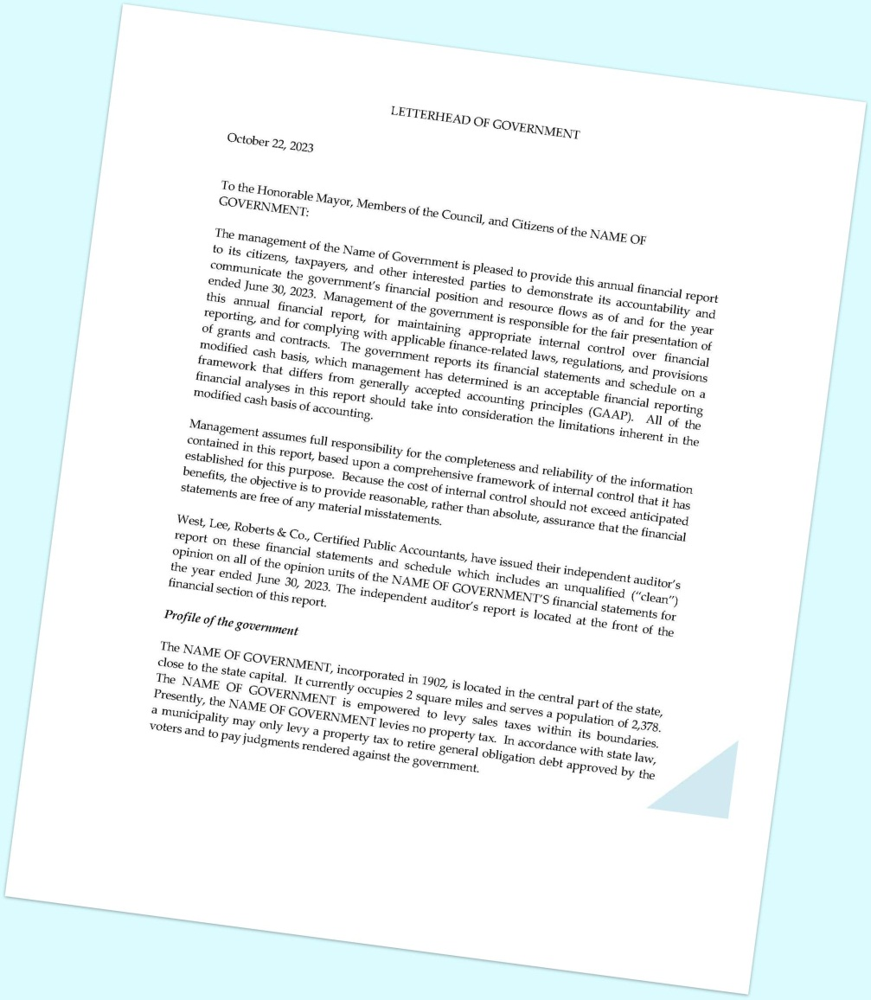 LETTERHEAD OF GOVERNMENT
October 22, 2023
To the Honorable Mayor, Members of the Council, and Citizens of the NAME OF
GOVERNMENT:
The management of the Name of Government is pleased to provide this annual financial report
to its citizens, taxpayers, and other interested parties to demonstrate its accountability and
communicate the government's financial position and resource flows as of and for the year
ended June 30, 2023. Management of the government is responsible for the fair presentation of
this annual financial report, for maintaining appropriate internal control over financial
reporting, and for complying with applicable finance-related laws, regulations, and provisions
of grants and contracts. The government reports its financial statements and schedule on a
modified cash basis, which management has determined is an acceptable financial reporting
framework that differs from generally accepted accounting principles (GAAP). All of the
financial analyses in this report should take into consideration the limitations inherent in the
modified cash basis of accounting.
Management assumes full responsibility for the completeness and reliability of the information
contained in this report, based upon a comprehensive framework of internal control that it has
established for this purpose. Because the cost of internal control should not exceed anticipated
benefits, the objective is to provide reasonable, rather than absolute, assurance that the financial
statements are free of any material misstatements.
West, Lee, Roberts & Co., Certified Public Accountants, have issued their independent auditor's
report on these financial statements and schedule which includes an unqualified ("clean")
opinion on all of the opinion units of the NAME OF GOVERNMENT'S financial statements for
the year ended June 30, 2023. The independent auditor's report is located at the front of the
financial section of this report.
Profile of the government
The NAME OF GOVERNMENT, incorporated in 1902, is located in the central part of the state,
close to the state capital. It currently occupies 2 square miles and serves a population of 2,378.
The NAME OF GOVERNMENT is empowered to levy sales taxes within its boundaries.
Presently, the NAME OF GOVERNMENT levies no property tax. In accordance with state law,
a municipality may only levy a property tax to retire general obligation debt approved by the
voters and to pay judgments rendered against the government.